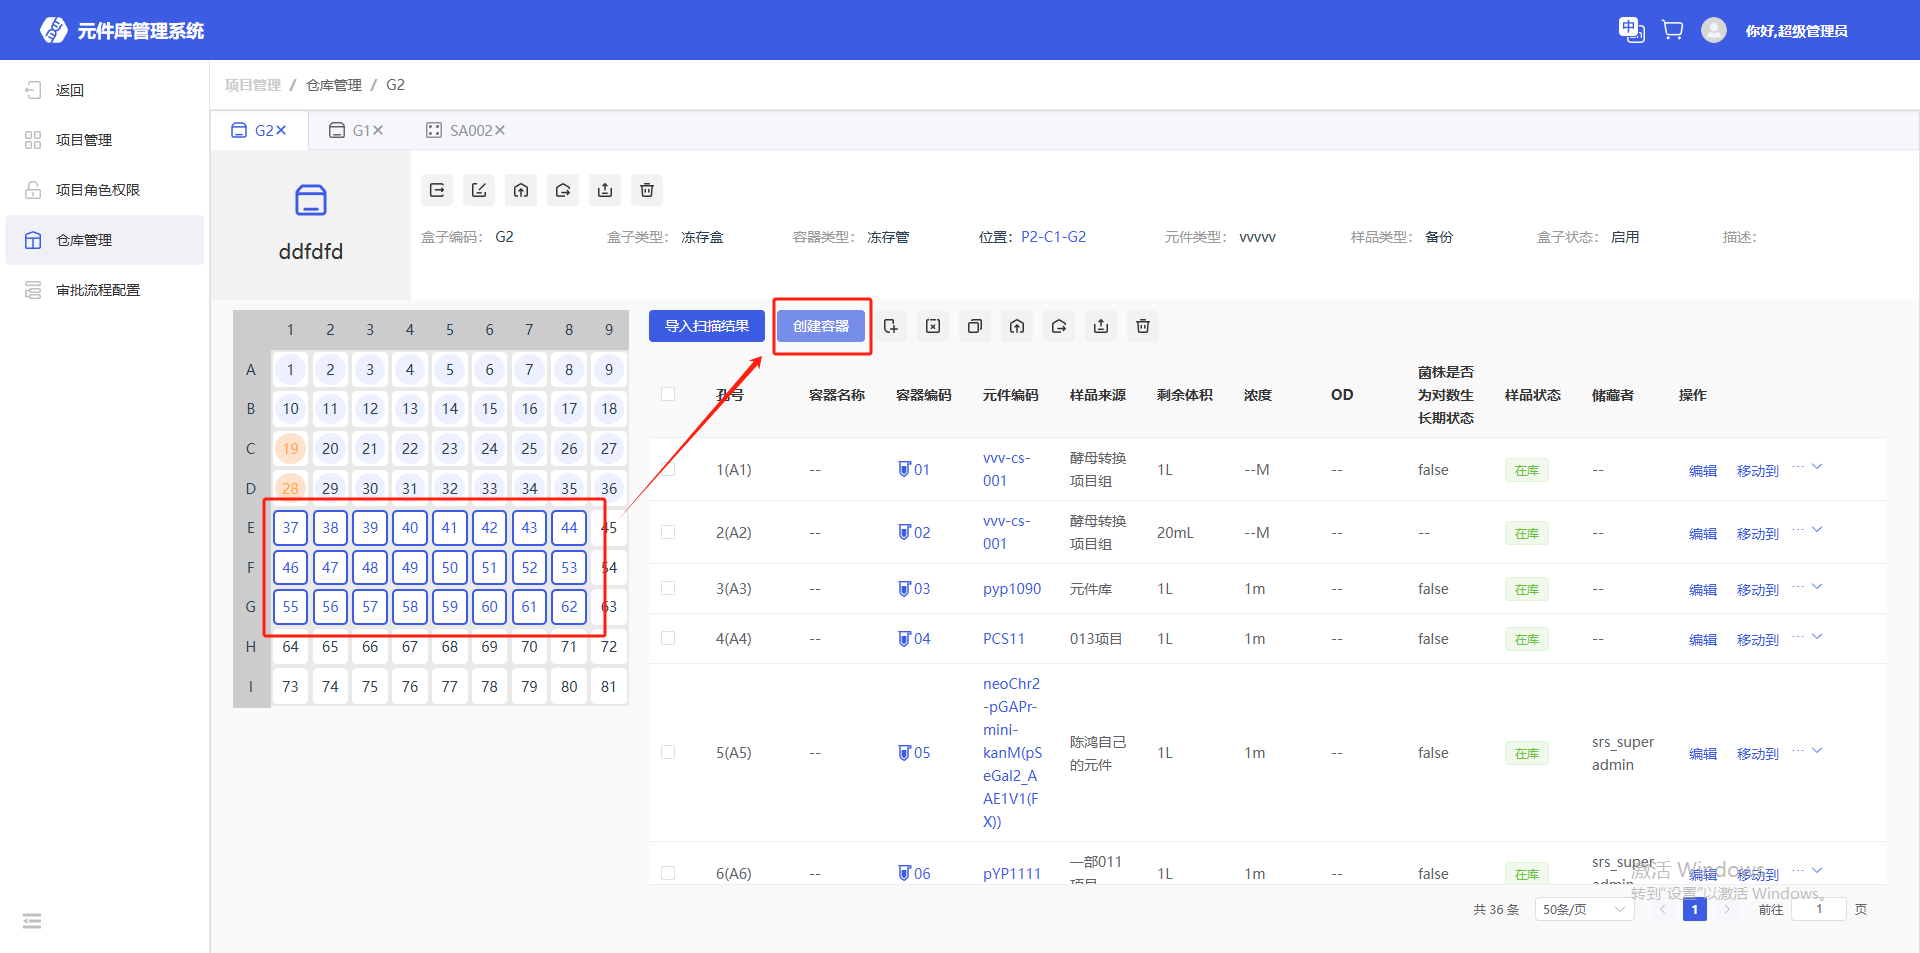 元件库管理系统
中
你好,超级管理员
返回
项目管理
项目角色权限
仓库管理
审批流程配置
项目管理 / 仓库管理 / G2
G2 G1 SA002
ddfdfd
盒子编码： G2 盒子类型： 冻存盒 容器类型： 冻存管 位置：P2-C1-G2 元件类型： vvvvv 样品类型： 备份 盒子状态： 启用 描述：
导入扫描结果 创建容器
1 2 3 4 5 6 7 8 9
A 1 2 3 4 5 6 7 8 9
B 10 11 12 13 14 15 16 17 18
C 19 20 21 22 23 24 25 26 27
D 28 29 30 31 32 33 34 35 36
E 37 38 39 40 41 42 43 44 45
F 46 47 48 49 50 51 52 53 54
G 55 56 57 58 59 60 61 62 63
H 64 65 66 67 68 69 70 71 72
I 73 74 75 76 77 78 79 80 81
孔号 容器名称 容器编码 元件编码 样品来源 剩余体积 浓度 OD 菌株是否
为对数生
长期状态 样品状态 储藏者 操作
1(A1) -- 01 vvv-cs-
001 酵母转换
项目组 1L --M -- false 在库 -- 编辑 移动到 ...
2(A2) -- 02 vvv-cs-
001 酵母转换
项目组 20mL --M -- -- 在库 -- 编辑 移动到 ...
3(A3) -- 03 pyp1090 元件库 1L 1m -- false 在库 -- 编辑 移动到 ...
4(A4) -- 04 PCS11 013项目 1L 1m -- false 在库 -- 编辑 移动到 ...
5(A5) -- 05 neoChr2
-pGAPr-
mini-
kanM(pS
eGal2_A
AE1V1(F
X)) 陈鸿自己
的元件 1L 1m -- false 在库 srs_super
admin 编辑 移动到 ...
6(A6) -- 06 pYP1111 一部011
项目 1L 1m -- false 在库 srs_super
admin 编辑 移动到 ...
激活 Windows
转到"设置"以激活 Windows。
共 36 条 50条/页 1 前往 1 页